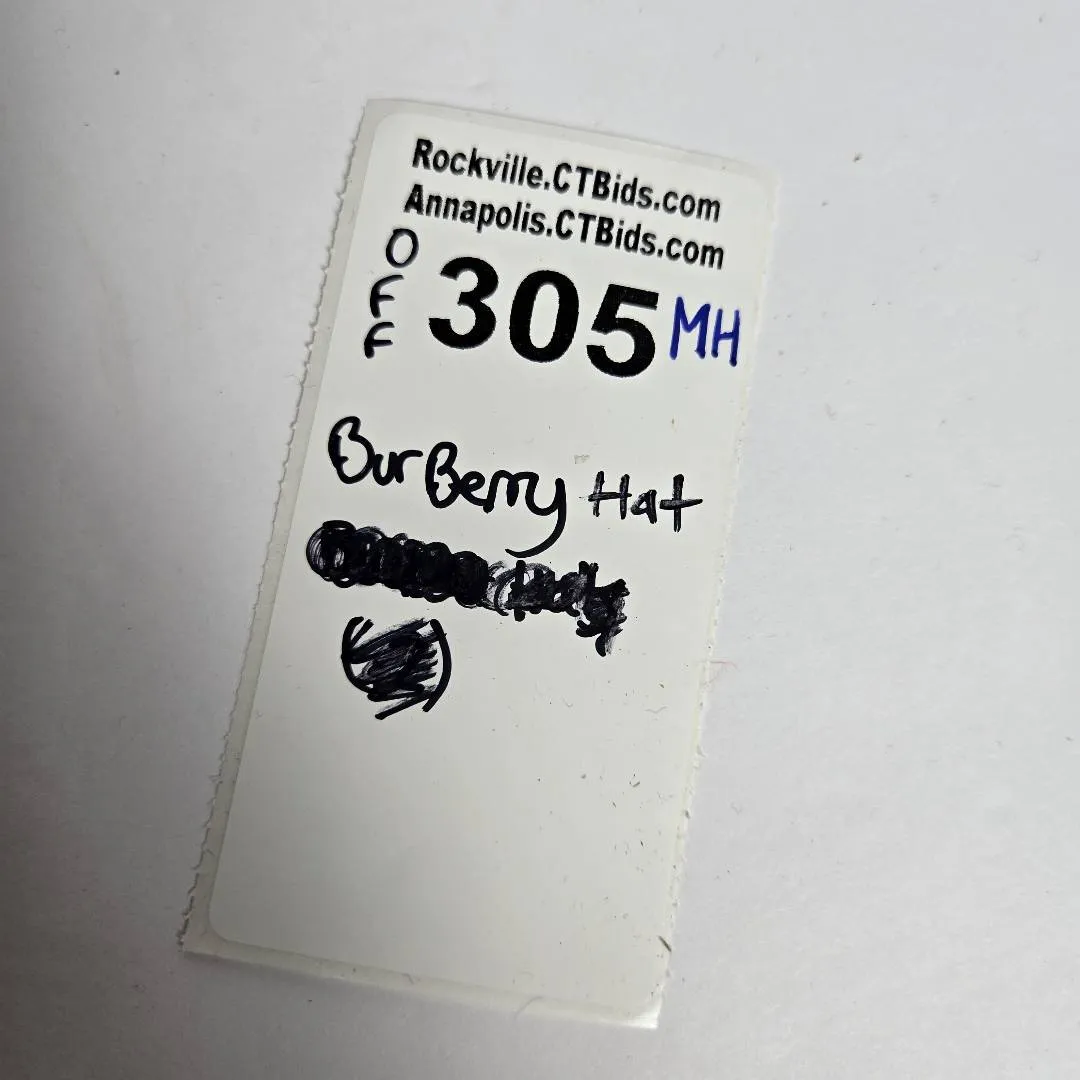 Rockville.CTBids.com
Annapolis.CTBids.com
OFF 305 MH
BurBerry Hat